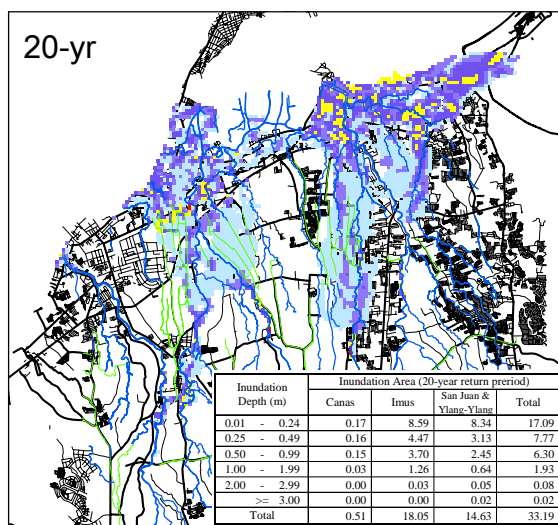 20-yr
Inundation Depth (m) Inundation Area (20-year return preriod)
Canas Imus San Juan & Ylang-Ylang Total
0.01 - 0.24 0.17 8.59 8.34 17.09
0.25 - 0.49 0.16 4.47 3.13 7.77
0.50 - 0.99 0.15 3.70 2.45 6.30
1.00 - 1.99 0.03 1.26 0.64 1.93
2.00 - 2.99 0.00 0.03 0.05 0.08
>= 3.00 0.00 0.00 0.02 0.02
Total 0.51 18.05 14.63 33.19